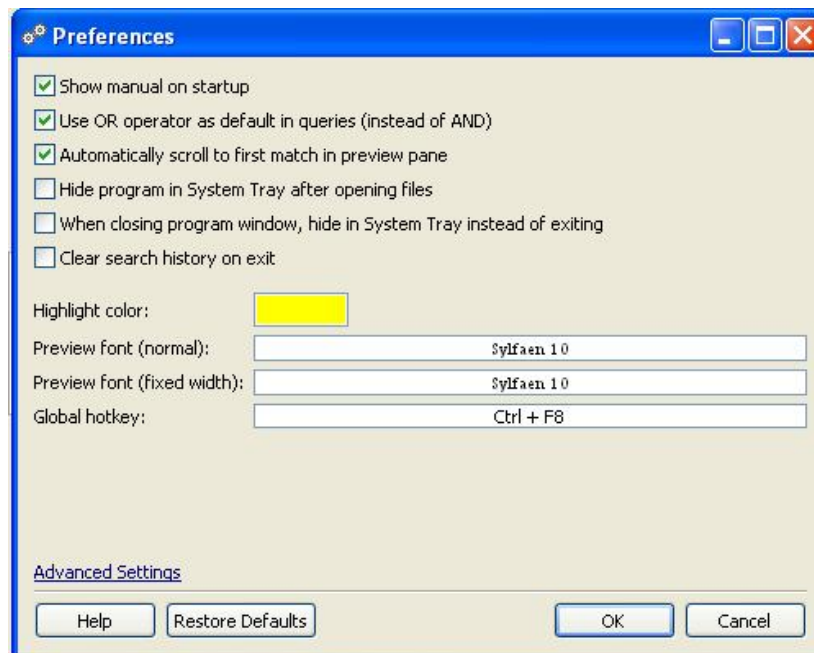 Preferences
Show manual on startup
Use OR operator as default in queries (instead of AND)
Automatically scroll to first match in preview pane
Hide program in System Tray after opening files
When closing program window, hide in System Tray instead of exiting
Clear search history on exit
Highlight color:
Preview font (normal): Sylfaen 10
Preview font (fixed width): Sylfaen 10
Global hotkey: Ctrl + F8
Advanced Settings
Help Restore Defaults OK Cancel